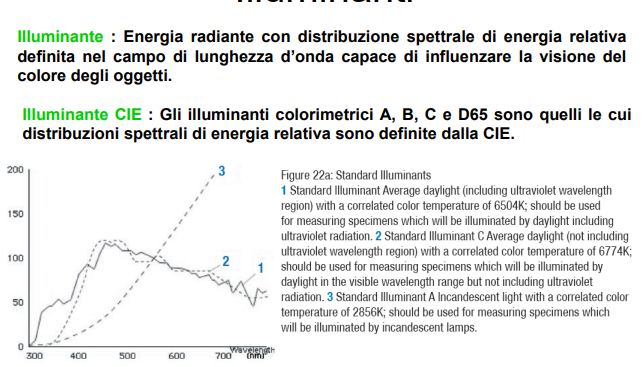 Illuminante : Energia radiante con distribuzione spettrale di energia relativa
definita nel campo di lunghezza d'onda capace di influenzare la visione del
colore degli oggetti.
Illuminante CIE : Gli illuminanti colorimetrici A, B, C e D65 sono quelli le cui
distribuzioni spettrali di energia relativa sono definite dalla CIE.
200
150
100
50
0
300 400 500 600 700
Wavelength
(nm)
3
2
1
Figure 22a: Standard Illuminants
1 Standard Illuminant Average daylight (including ultraviolet wavelength
region) with a correlated color temperature of 6504K; should be used
for measuring specimens which will be illuminated by daylight including
ultraviolet radiation. 2 Standard Illuminant C Average daylight (not including
ultraviolet wavelength region) with a correlated color temperature of 6774K;
should be used for measuring specimens which will be illuminated by
daylight in the visible wavelength range but not including ultraviolet
radiation. 3 Standard Illuminant A Incandescent light with a correlated color
temperature of 2856K; should be used for measuring specimens which
will be illuminated by incandescent lamps.